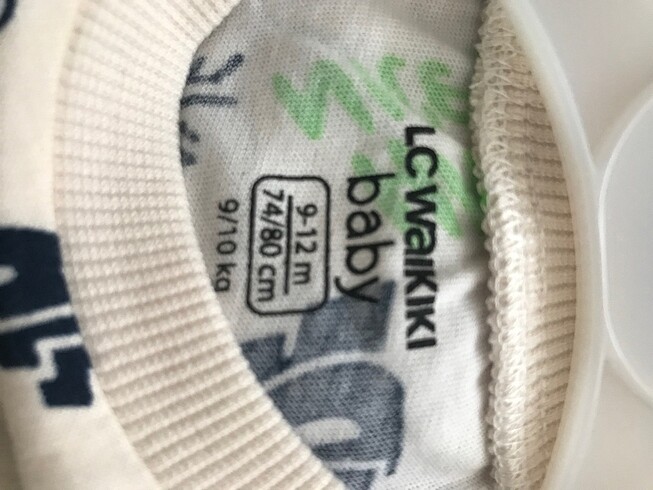 LC WAIKIKI
baby
9-12 m
74/80 cm
9/10 kg